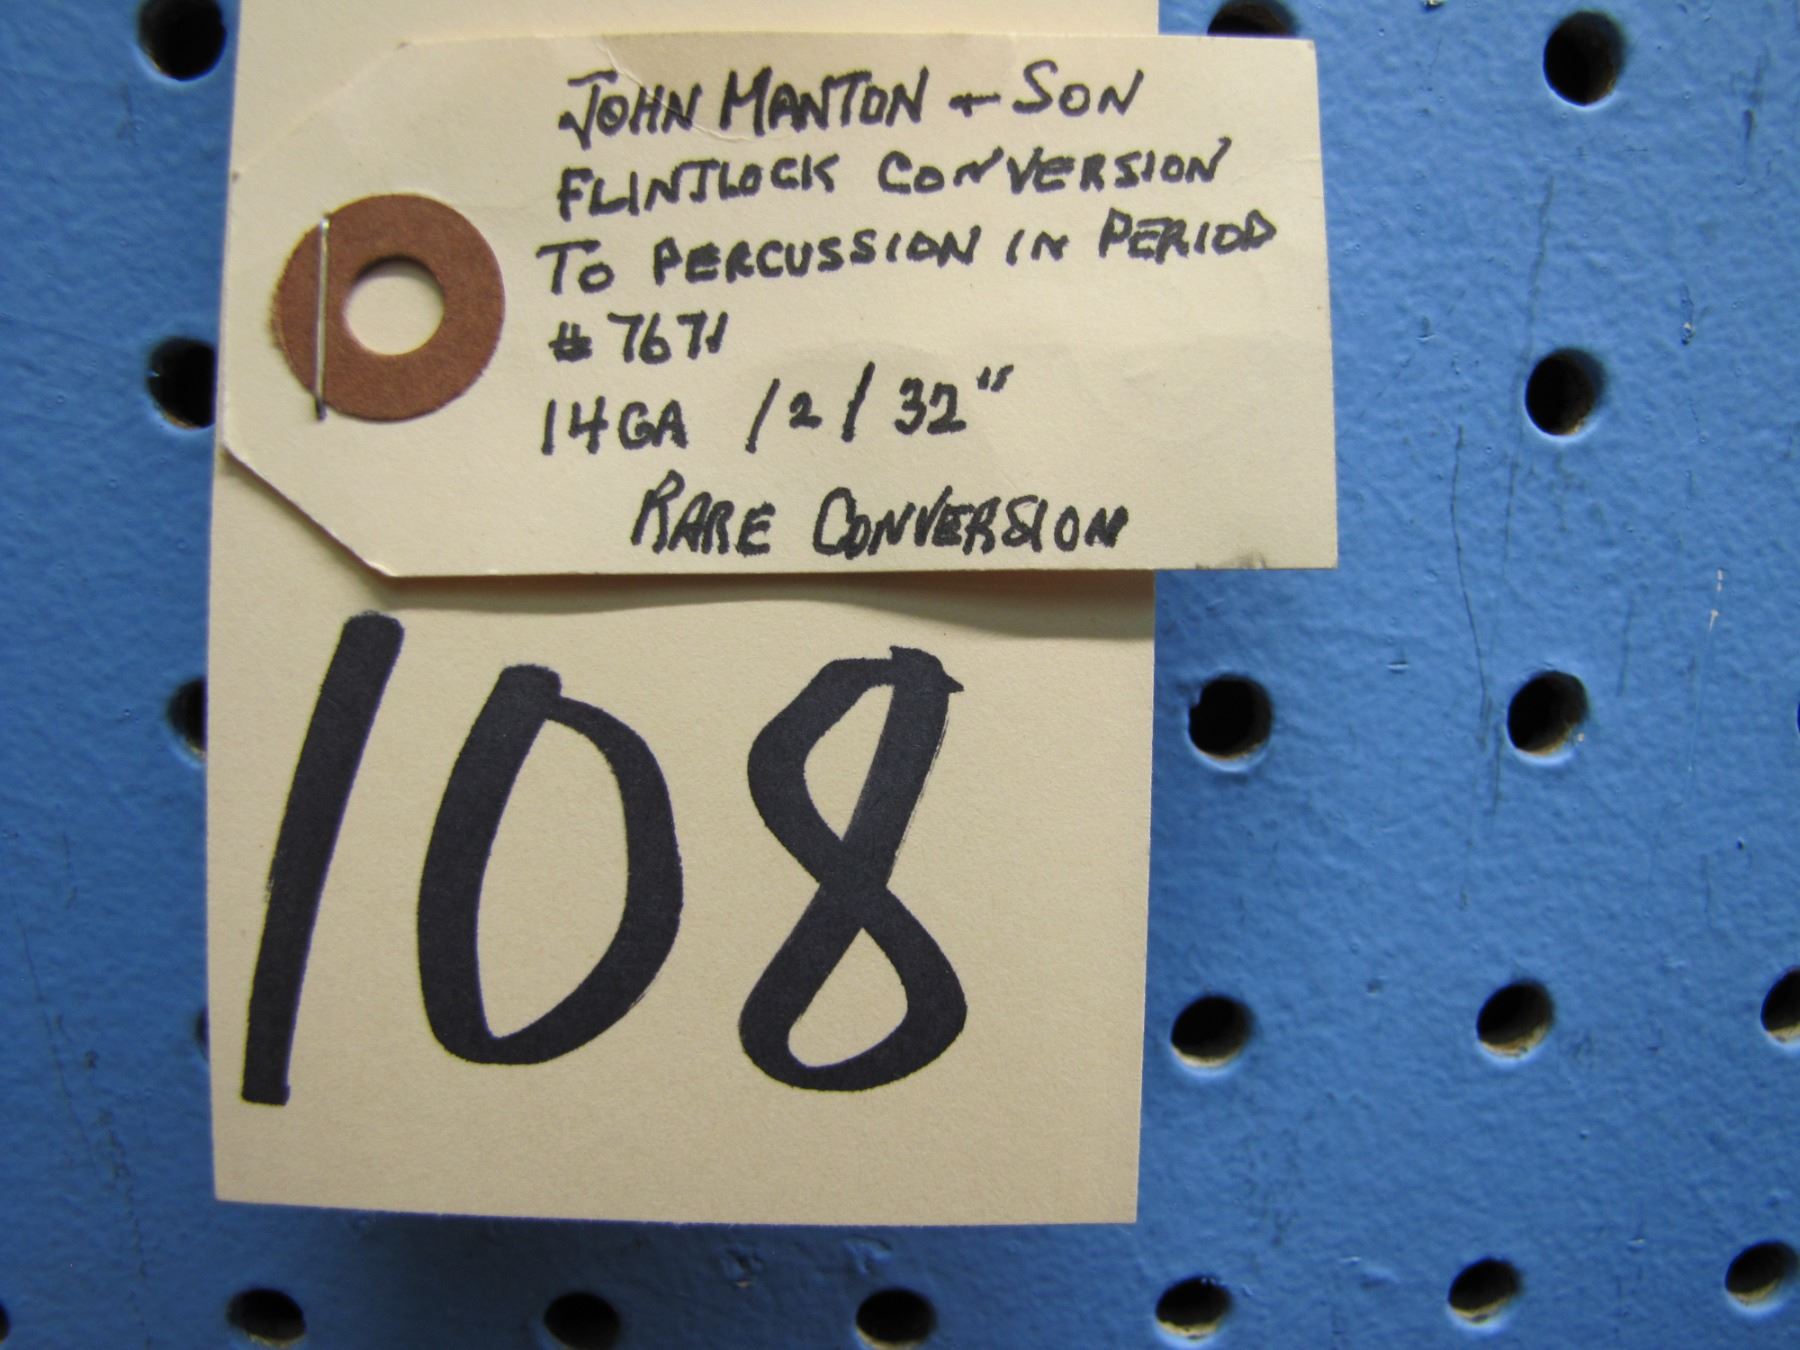 JOHN MANTON + SON
FLINTLOCK CONVERSION
TO PERCUSSION IN PERIOD
# 7671
14GA / 2 / 32"
RARE CONVERSION
108